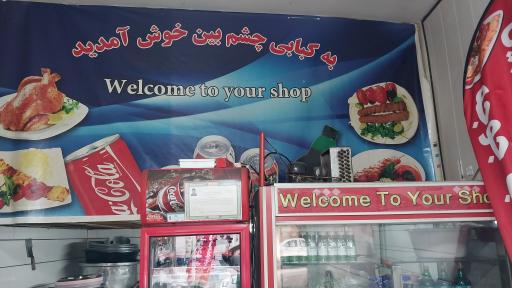 به کبابی چشم بین خوش آمدید
Welcome to your shop
Coca-Cola
Welcome To Your Sho